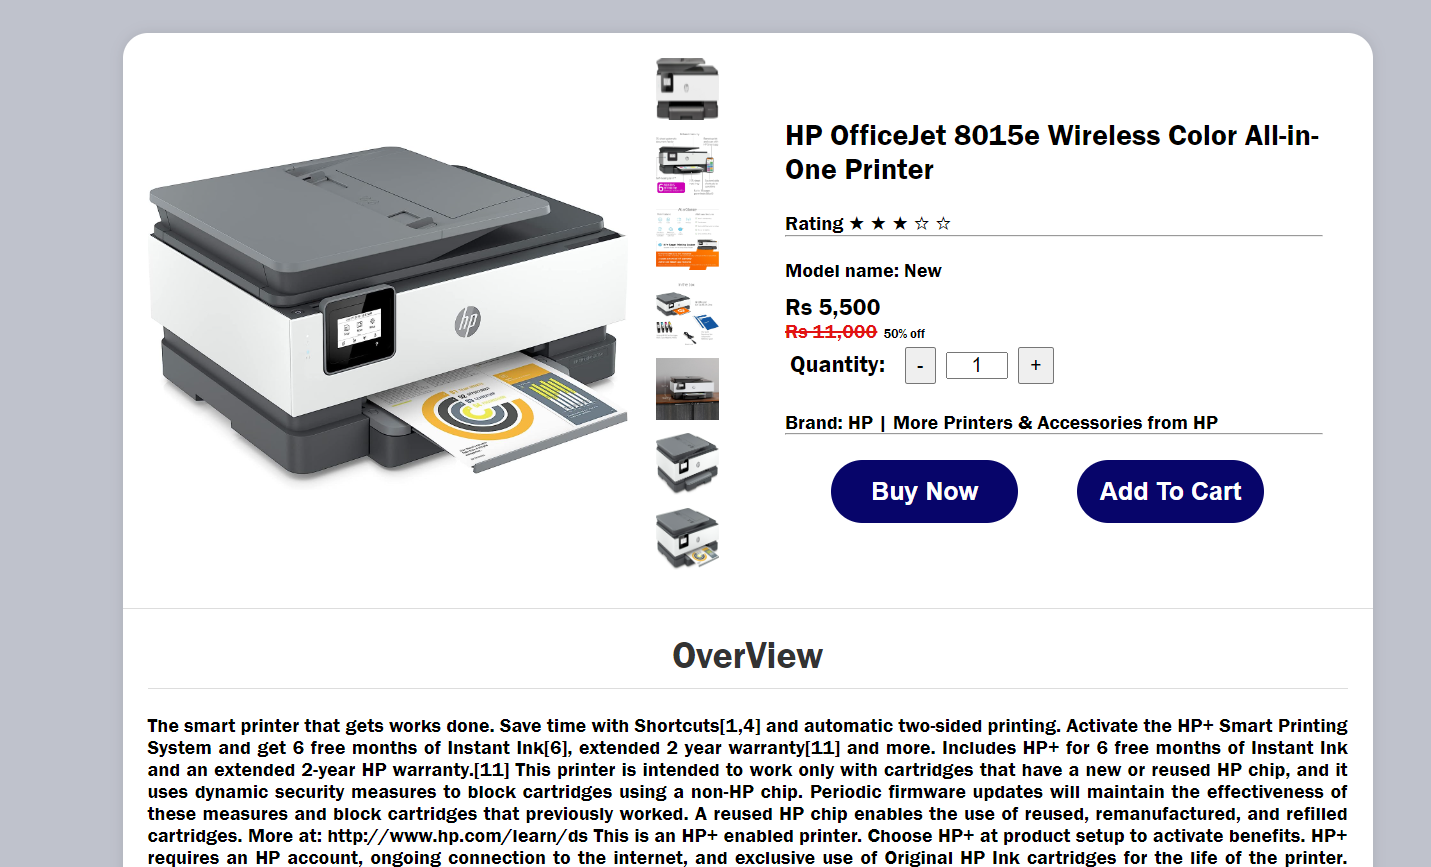 HP OfficeJet 8015e Wireless Color All-in-
One Printer
Rating ★ ★ ★ ☆ ☆
Model name: New
Rs 5,500
Rs 11,000 50% off
Quantity: - 1 +
Brand: HP | More Printers & Accessories from HP
Buy Now Add To Cart
hp
OverView
The smart printer that gets works done. Save time with Shortcuts[1,4] and automatic two-sided printing. Activate the HP+ Smart Printing
System and get 6 free months of Instant Ink[6], extended 2 year warranty[11] and more. Includes HP+ for 6 free months of Instant Ink
and an extended 2-year HP warranty.[11] This printer is intended to work only with cartridges that have a new or reused HP chip, and it
uses dynamic security measures to block cartridges using a non-HP chip. Periodic firmware updates will maintain the effectiveness of
these measures and block cartridges that previously worked. A reused HP chip enables the use of reused, remanufactured, and refilled
cartridges. More at: http://www.hp.com/learn/ds This is an HP+ enabled printer. Choose HP+ at product setup to activate benefits. HP+
requires an HP account, ongoing connection to the internet, and exclusive use of Original HP Ink cartridges for the life of the printer.